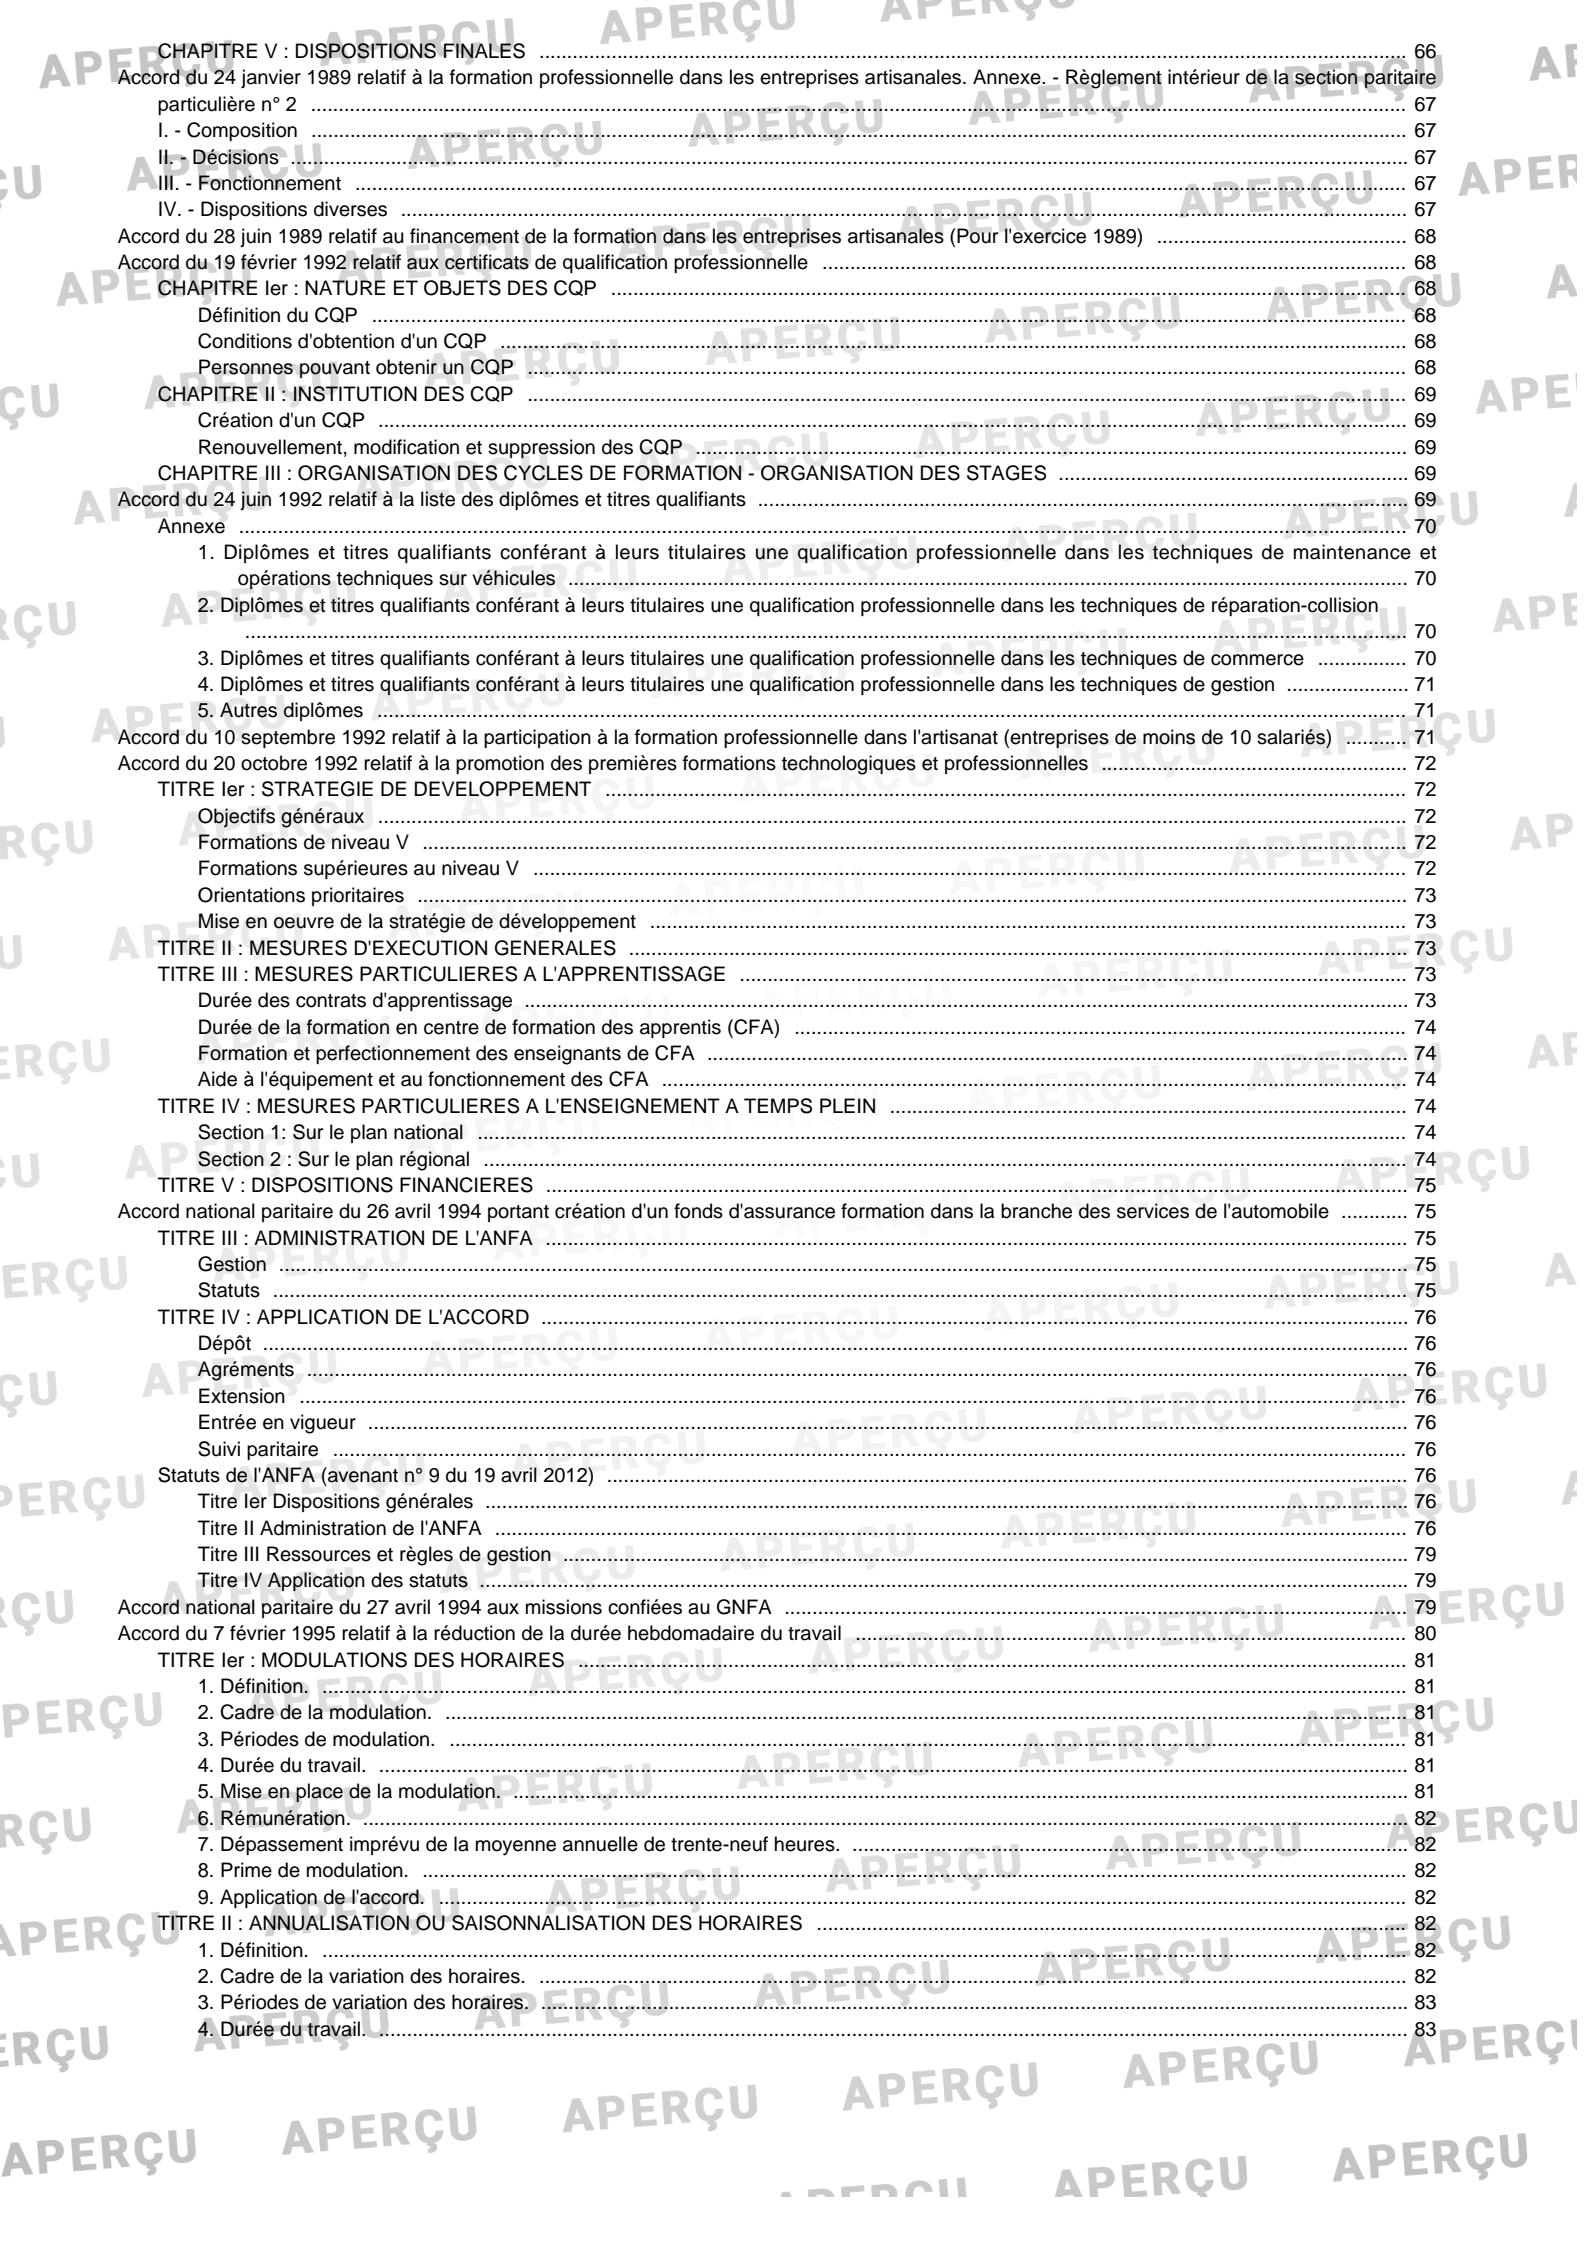 CHAPITRE V : DISPOSITIONS FINALES ........ 66
Accord du 24 janvier 1989 relatif à la formation professionnelle dans les entreprises artisanales. Annexe. - Règlement intérieur de la section paritaire
particulière n° 2 ........ 67
I. - Composition ........ 67
II. - Décisions ........ 67
III. - Fonctionnement ........ 67
IV. - Dispositions diverses ........ 67
Accord du 28 juin 1989 relatif au financement de la formation dans les entreprises artisanales (Pour l'exercice 1989) ........ 68
Accord du 19 février 1992 relatif aux certificats de qualification professionnelle ........ 68
CHAPITRE Ier : NATURE ET OBJETS DES CQP ........ 68
Définition du CQP ........ 68
Conditions d'obtention d'un CQP ........ 68
Personnes pouvant obtenir un CQP ........ 68
CHAPITRE II : INSTITUTION DES CQP ........ 69
Création d'un CQP ........ 69
Renouvellement, modification et suppression des CQP ........ 69
CHAPITRE III : ORGANISATION DES CYCLES DE FORMATION - ORGANISATION DES STAGES ........ 69
Accord du 24 juin 1992 relatif à la liste des diplômes et titres qualifiants ........ 69
Annexe ........ 70
1. Diplômes et titres qualifiants conférant à leurs titulaires une qualification professionnelle dans les techniques de maintenance et
opérations techniques sur véhicules ........ 70
2. Diplômes et titres qualifiants conférant à leurs titulaires une qualification professionnelle dans les techniques de réparation-collision
........ 70
3. Diplômes et titres qualifiants conférant à leurs titulaires une qualification professionnelle dans les techniques de commerce ........ 70
4. Diplômes et titres qualifiants conférant à leurs titulaires une qualification professionnelle dans les techniques de gestion ........ 71
5. Autres diplômes ........ 71
Accord du 10 septembre 1992 relatif à la participation à la formation professionnelle dans l'artisanat (entreprises de moins de 10 salariés) ........ 71
Accord du 20 octobre 1992 relatif à la promotion des premières formations technologiques et professionnelles ........ 72
TITRE Ier : STRATEGIE DE DEVELOPPEMENT ........ 72
Objectifs généraux ........ 72
Formations de niveau V ........ 72
Formations supérieures au niveau V ........ 72
Orientations prioritaires ........ 73
Mise en oeuvre de la stratégie de développement ........ 73
TITRE II : MESURES D'EXECUTION GENERALES ........ 73
TITRE III : MESURES PARTICULIERES A L'APPRENTISSAGE ........ 73
Durée des contrats d'apprentissage ........ 73
Durée de la formation en centre de formation des apprentis (CFA) ........ 74
Formation et perfectionnement des enseignants de CFA ........ 74
Aide à l'équipement et au fonctionnement des CFA ........ 74
TITRE IV : MESURES PARTICULIERES A L'ENSEIGNEMENT A TEMPS PLEIN ........ 74
Section 1: Sur le plan national ........ 74
Section 2 : Sur le plan régional ........ 74
TITRE V : DISPOSITIONS FINANCIERES ........ 75
Accord national paritaire du 26 avril 1994 portant création d'un fonds d'assurance formation dans la branche des services de l'automobile ........ 75
TITRE III : ADMINISTRATION DE L'ANFA ........ 75
Gestion ........ 75
Statuts ........ 75
TITRE IV : APPLICATION DE L'ACCORD ........ 76
Dépôt ........ 76
Agréments ........ 76
Extension ........ 76
Entrée en vigueur ........ 76
Suivi paritaire ........ 76
Statuts de l'ANFA (avenant n° 9 du 19 avril 2012) ........ 76
Titre Ier Dispositions générales ........ 76
Titre II Administration de l'ANFA ........ 76
Titre III Ressources et règles de gestion ........ 79
Titre IV Application des statuts ........ 79
Accord national paritaire du 27 avril 1994 aux missions confiées au GNFA ........ 79
Accord du 7 février 1995 relatif à la réduction de la durée hebdomadaire du travail ........ 80
TITRE Ier : MODULATIONS DES HORAIRES ........ 81
1. Définition. ........ 81
2. Cadre de la modulation. ........ 81
3. Périodes de modulation. ........ 81
4. Durée du travail. ........ 81
5. Mise en place de la modulation. ........ 81
6. Rémunération. ........ 82
7. Dépassement imprévu de la moyenne annuelle de trente-neuf heures. ........ 82
8. Prime de modulation. ........ 82
9. Application de l'accord. ........ 82
TITRE II : ANNUALISATION OU SAISONNALISATION DES HORAIRES ........ 82
1. Définition. ........ 82
2. Cadre de la variation des horaires. ........ 82
3. Périodes de variation des horaires. ........ 83
4. Durée du travail. ........ 83
APERÇU